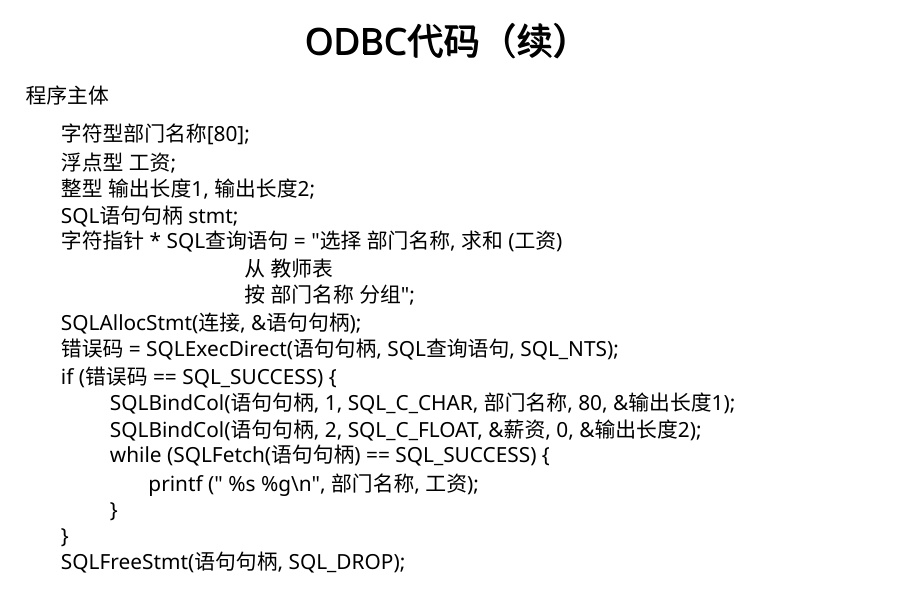 ODBC代码（续）
程序主体
字符型部门名称[80];
浮点型 工资;
整型 输出长度1, 输出长度2;
SQL语句句柄 stmt;
字符指针 * SQL查询语句 = "选择 部门名称, 求和 (工资)
从 教师表
按 部门名称 分组";
SQLAllocStmt(连接, &语句句柄);
错误码 = SQLExecDirect(语句句柄, SQL查询语句, SQL_NTS);
if (错误码 == SQL_SUCCESS) {
SQLBindCol(语句句柄, 1, SQL_C_CHAR, 部门名称, 80, &输出长度1);
SQLBindCol(语句句柄, 2, SQL_C_FLOAT, &薪资, 0, &输出长度2);
while (SQLFetch(语句句柄) == SQL_SUCCESS) {
printf (" %s %g\n", 部门名称, 工资);
}
}
SQLFreeStmt(语句句柄, SQL_DROP);